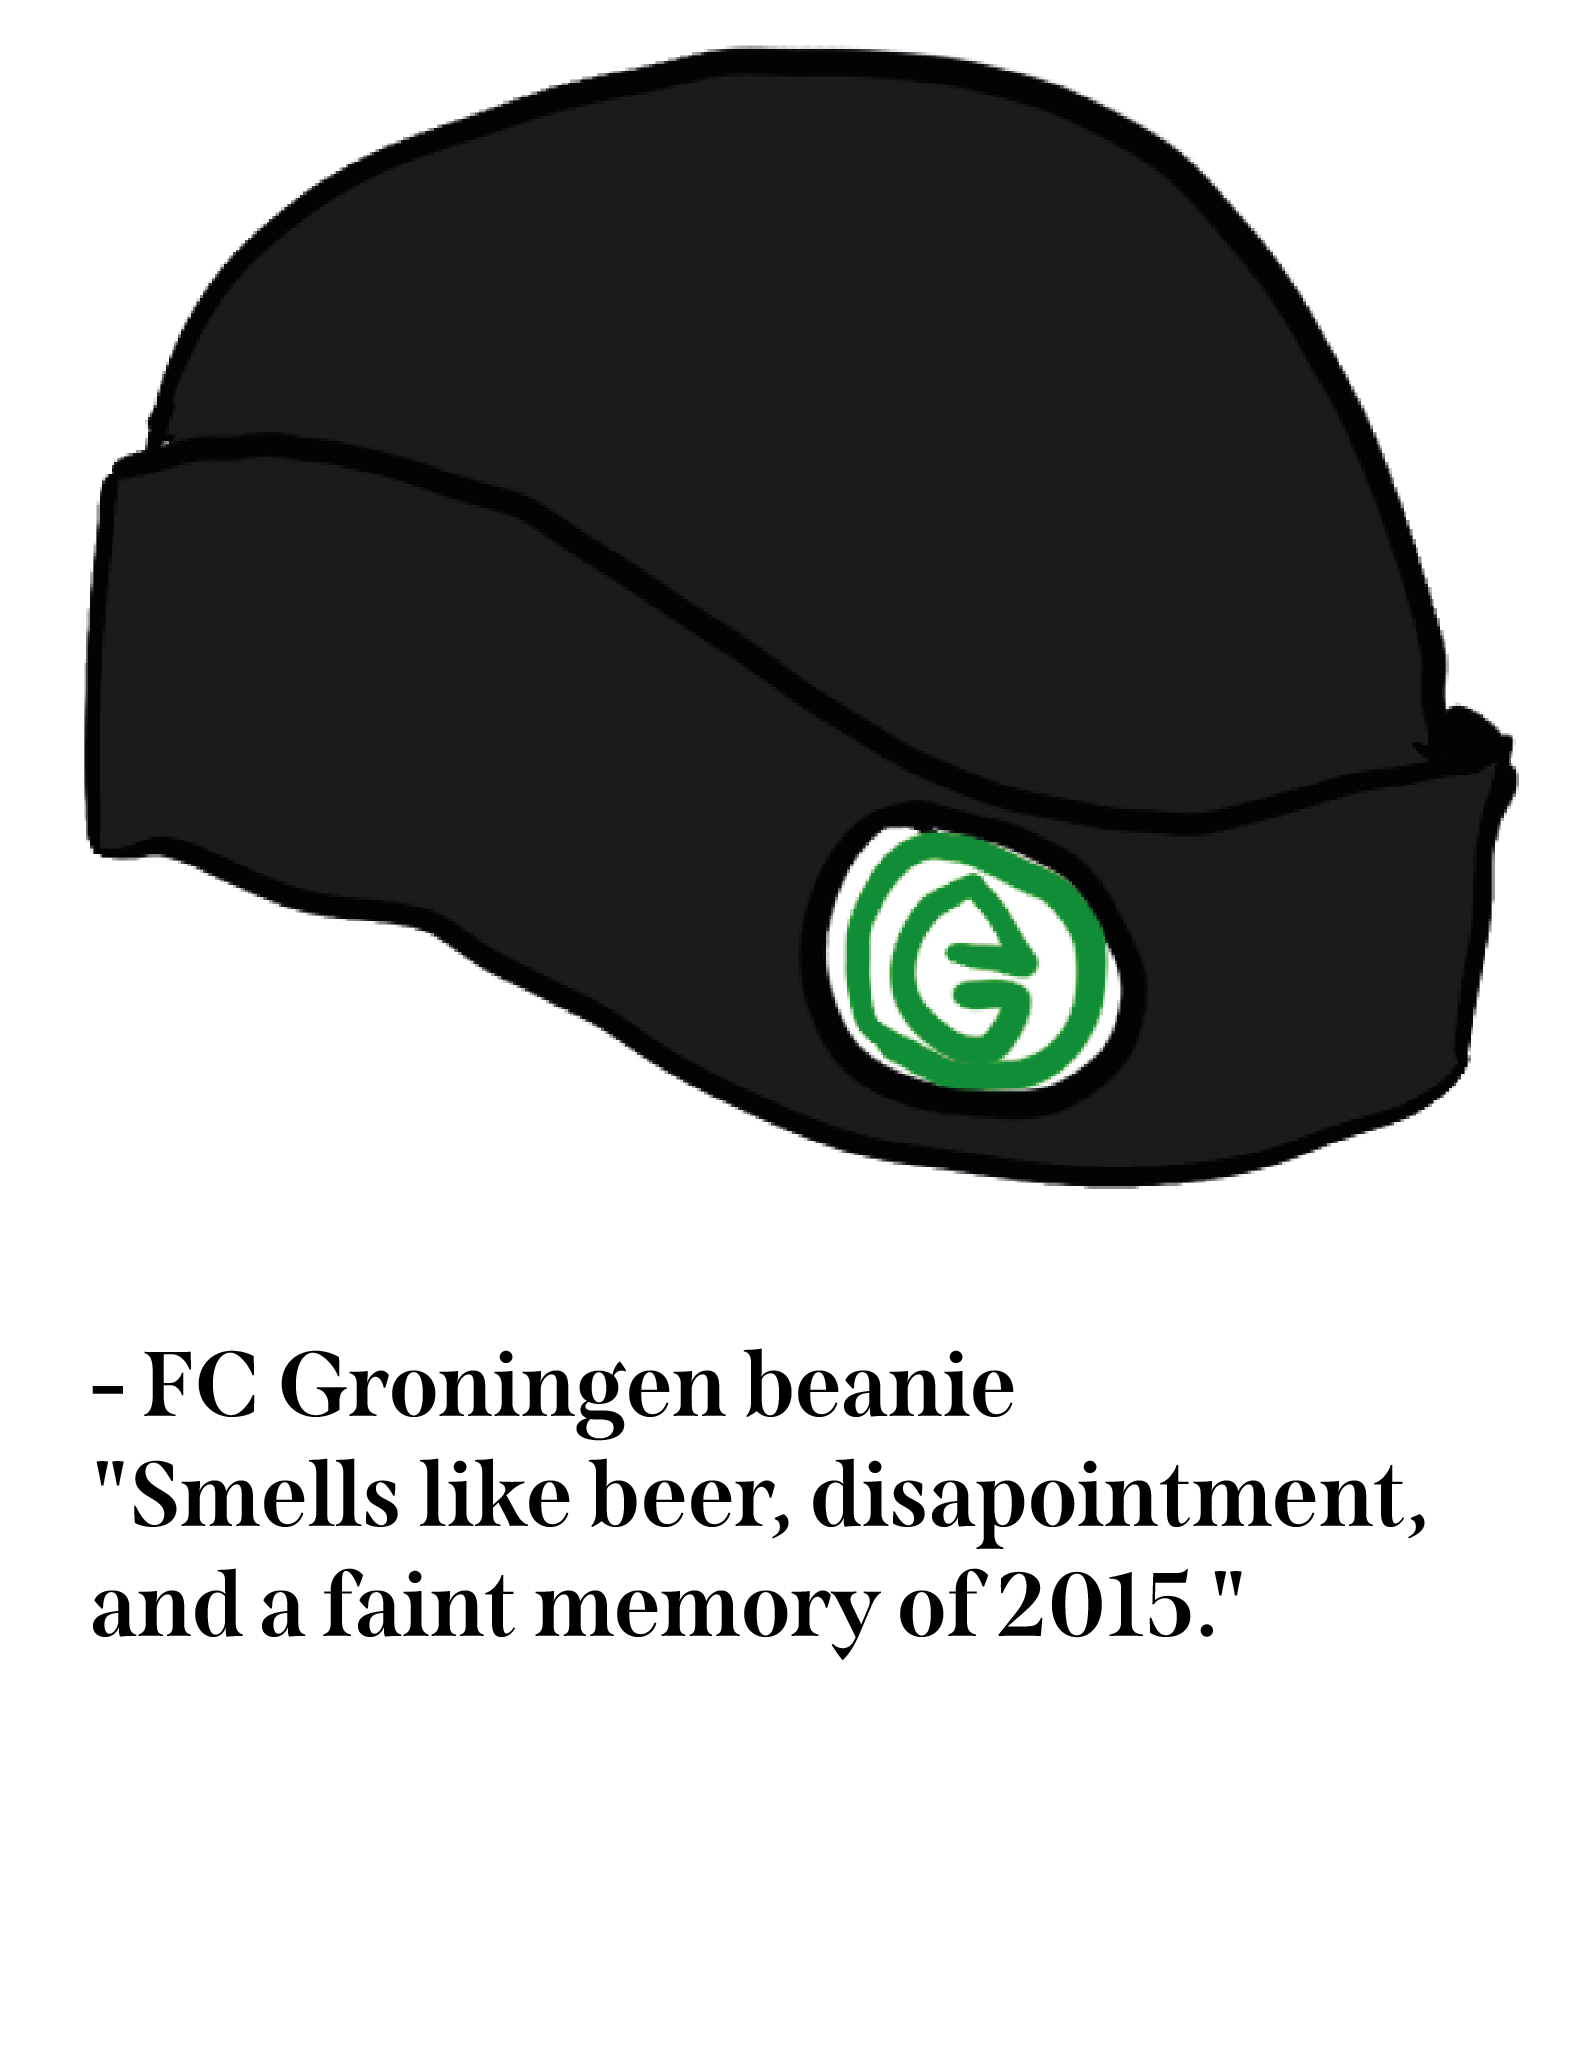 - FC Groningen beanie
"Smells like beer, disapointment,
and a faint memory of 2015."